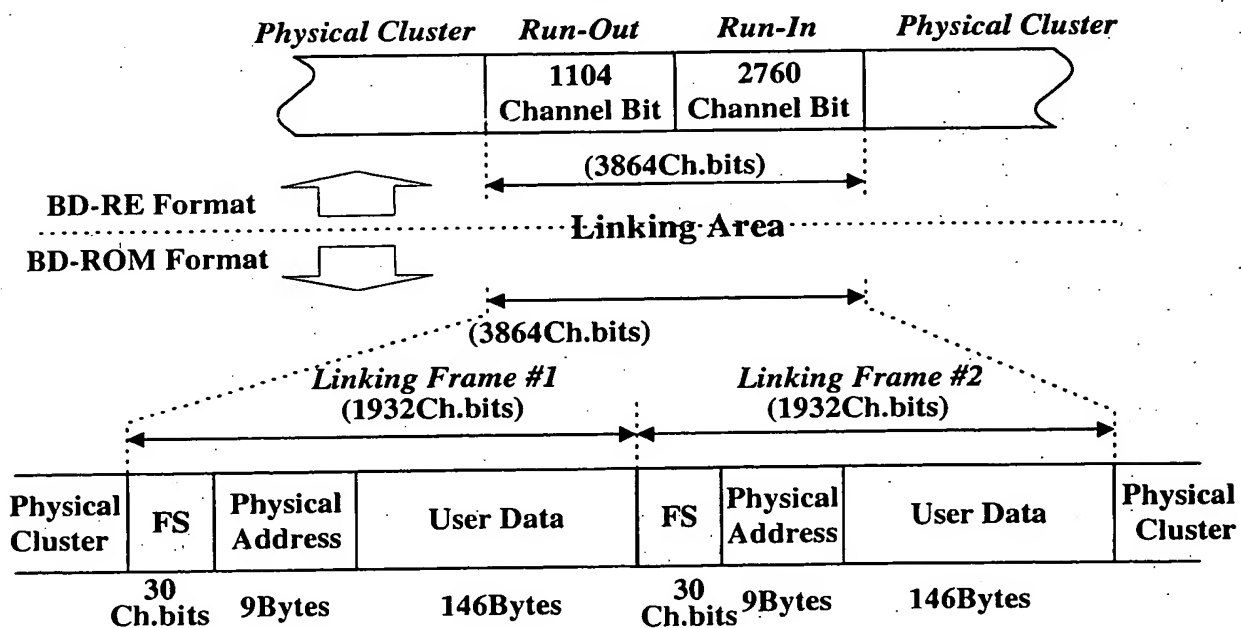 Physical Cluster Run-Out Run-In Physical Cluster
1104 2760
Channel Bit Channel Bit
(3864Ch.bits)
BD-RE Format
Linking Area
BD-ROM Format
(3864Ch.bits)
Linking Frame #1 Linking Frame #2
(1932Ch.bits) (1932Ch.bits)
Physical Cluster FS Physical Address User Data FS Physical Address User Data Physical Cluster
30 Ch.bits 9Bytes 146Bytes 30 Ch.bits 9Bytes 146Bytes